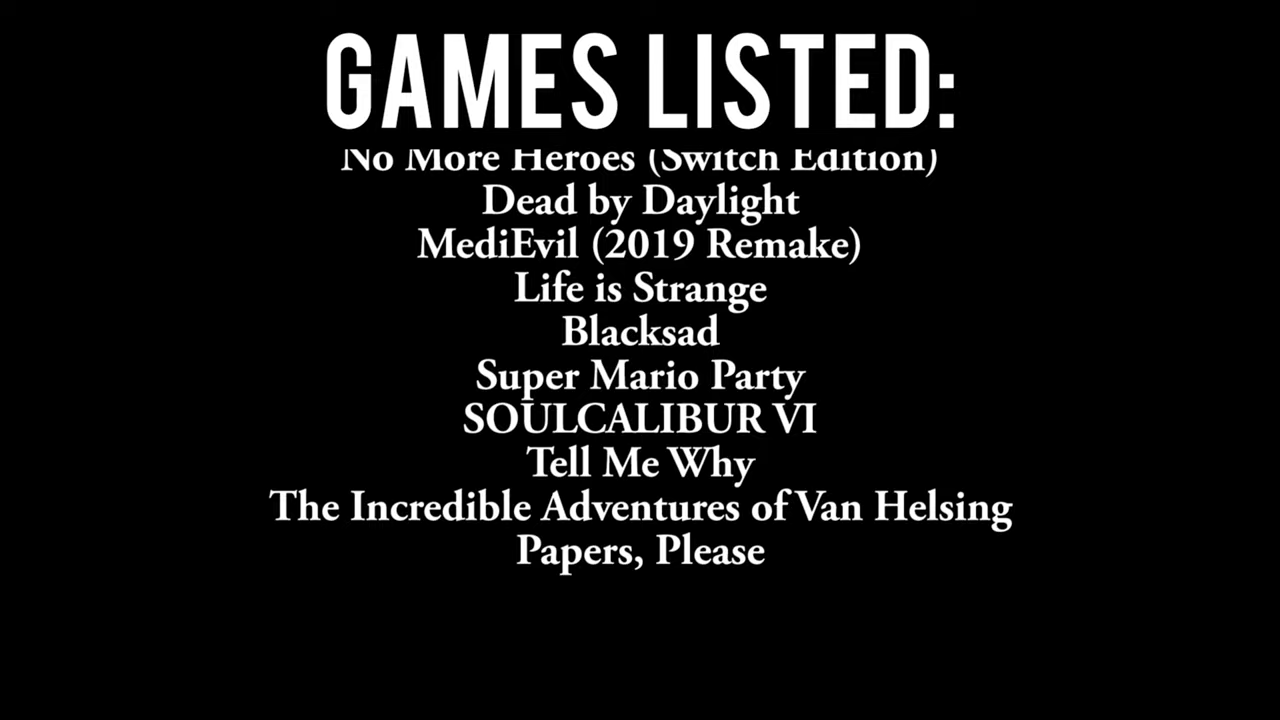 GAMES LISTED:
No More Heroes (Switch Edition)
Dead by Daylight
MediEvil (2019 Remake)
Life is Strange
Blacksad
Super Mario Party
SOULCALIBUR VI
Tell Me Why
The Incredible Adventures of Van Helsing
Papers, Please